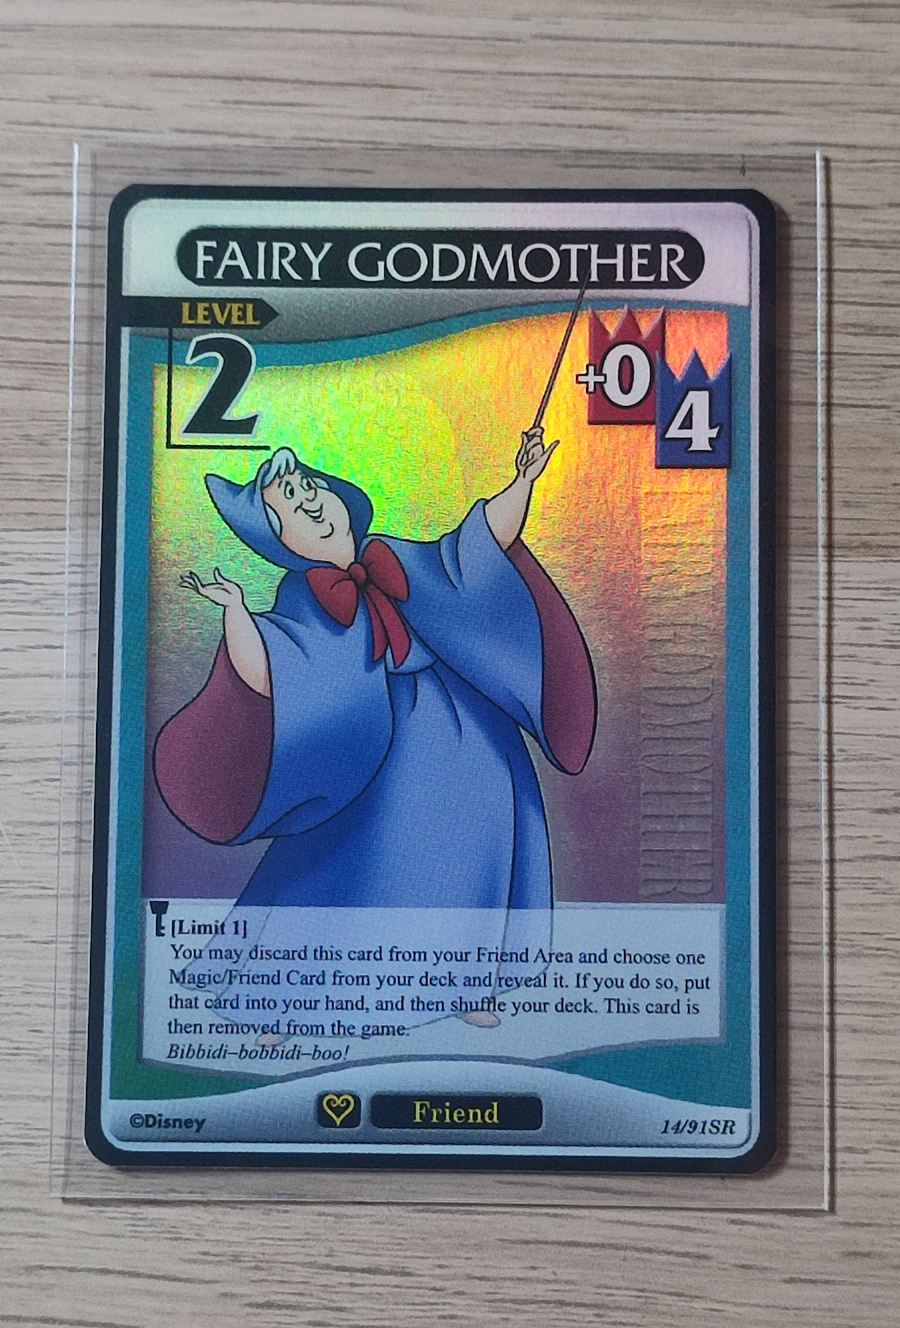 FAIRY GODMOTHER
LEVEL
2
+0
4
FAIRY GODMOTHER
[Limit 1]
You may discard this card from your Friend Area and choose one
Magic/Friend Card from your deck and reveal it. If you do so, put
that card into your hand, and then shuffle your deck. This card is
then removed from the game.
Bibbidi–bobbidi–boo!
©Disney
Friend
14/91SR